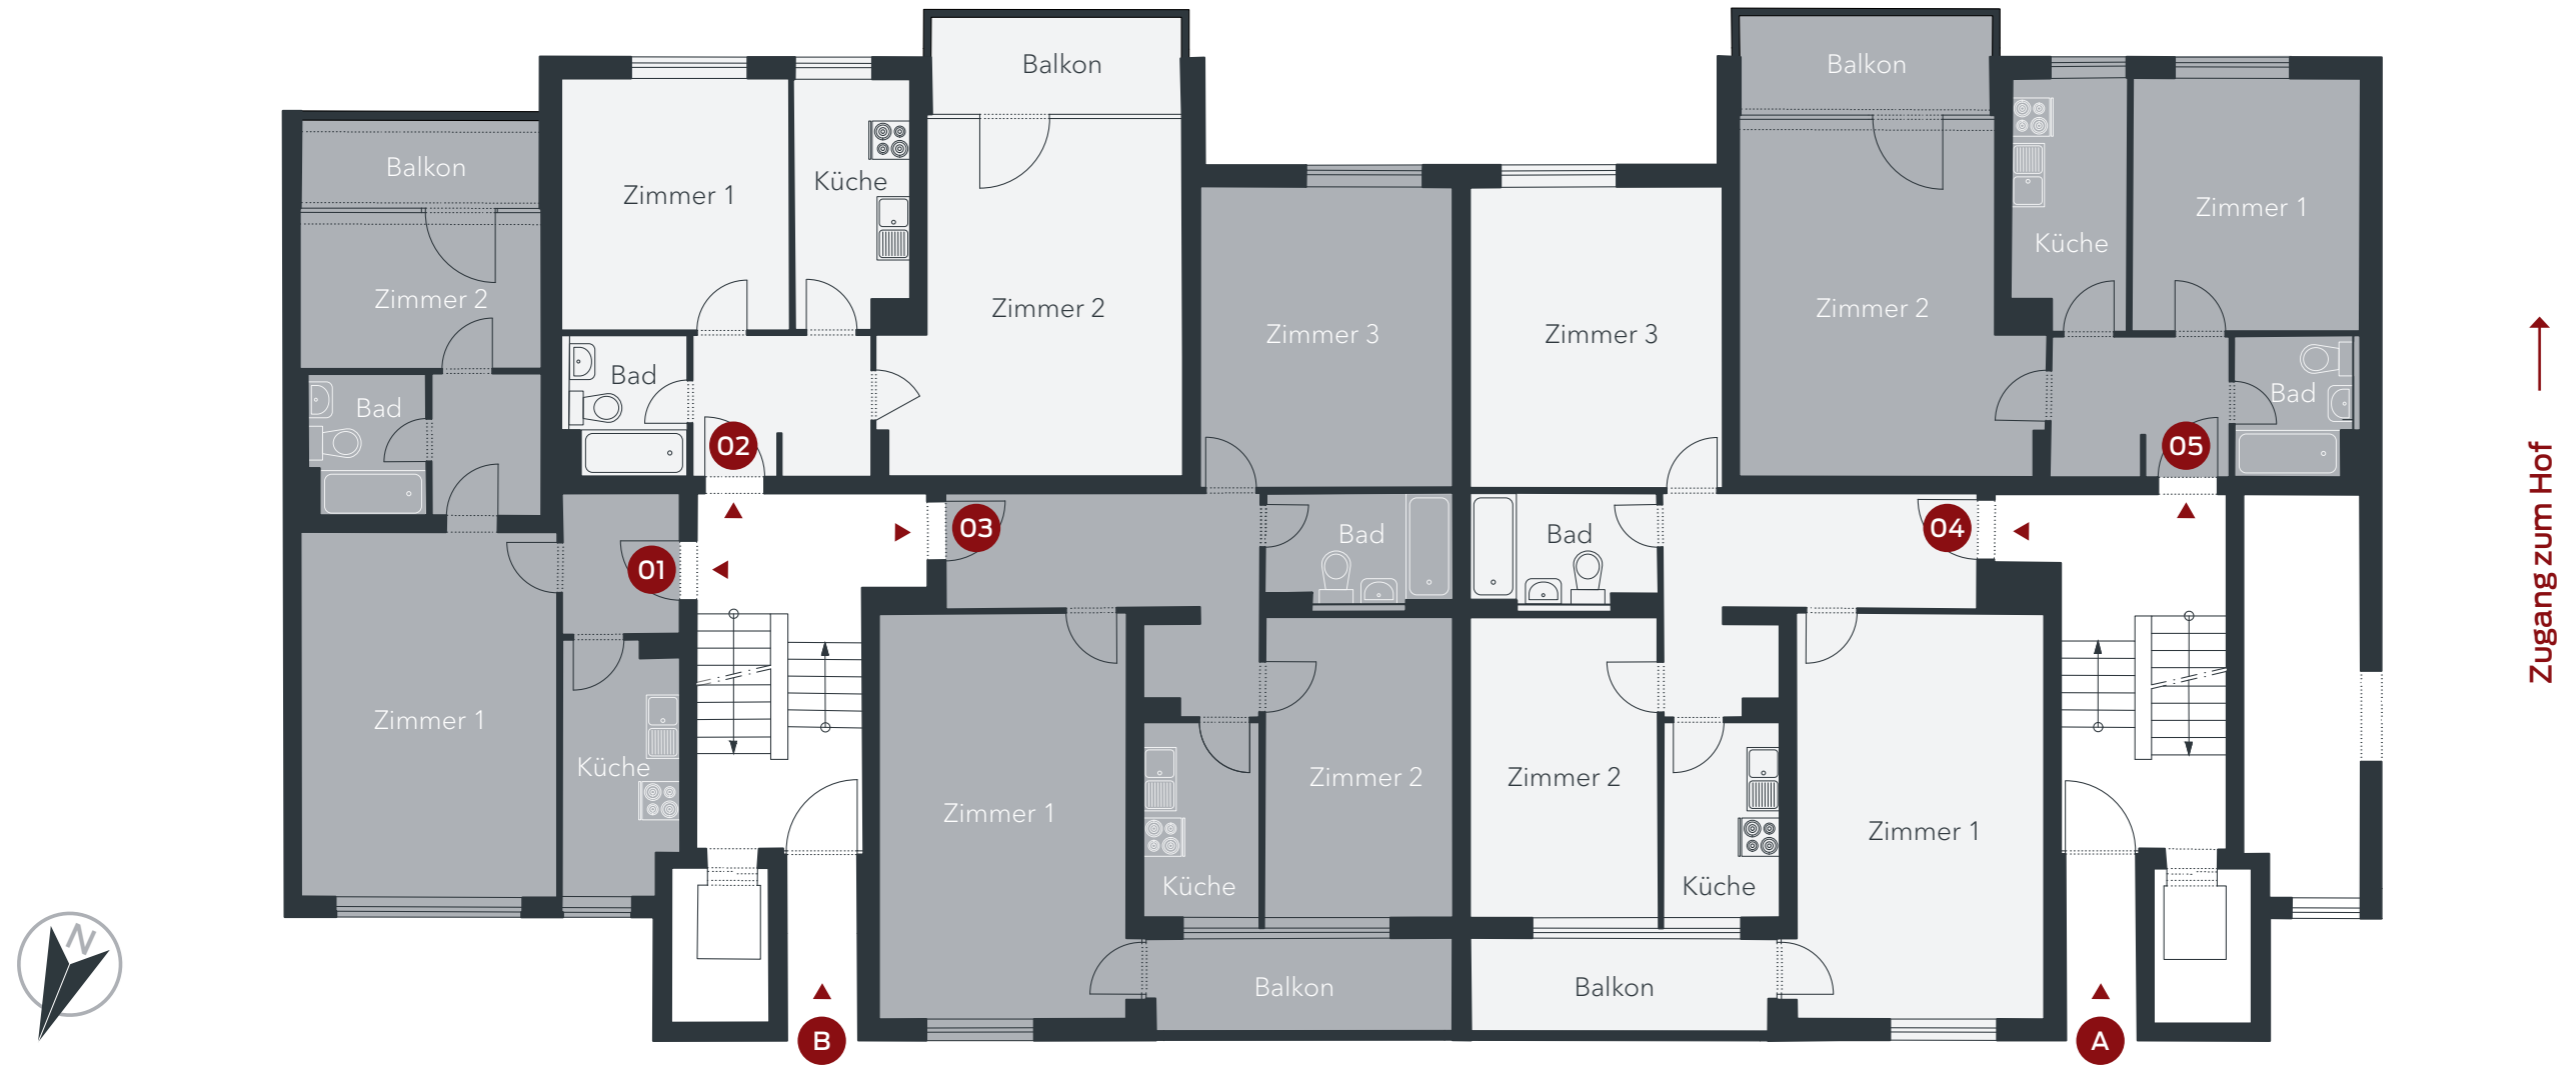 Balkon
Zimmer 2
Bad
01
Zimmer 1
Küche
Zimmer 1
Küche
Balkon
Zimmer 2
Bad
02
03
Zimmer 3
Bad
Zimmer 1
Zimmer 2
Küche
Balkon
B
Zimmer 3
Bad
04
Zimmer 2
Küche
Zimmer 1
Balkon
Balkon
Zimmer 2
Küche
Zimmer 1
Bad
05
A
Zugang zum Hof
N